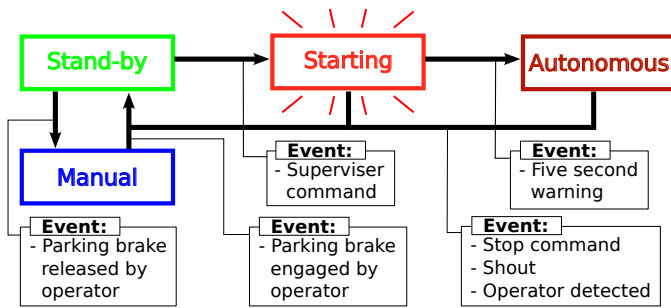 Stand-by
Starting
Autonomous
Manual
Event:
- Superviser
command
Event:
- Five second
warning
Event:
- Parking brake
released by
operator
Event:
- Parking brake
engaged by
operator
Event:
- Stop command
- Shout
- Operator detected